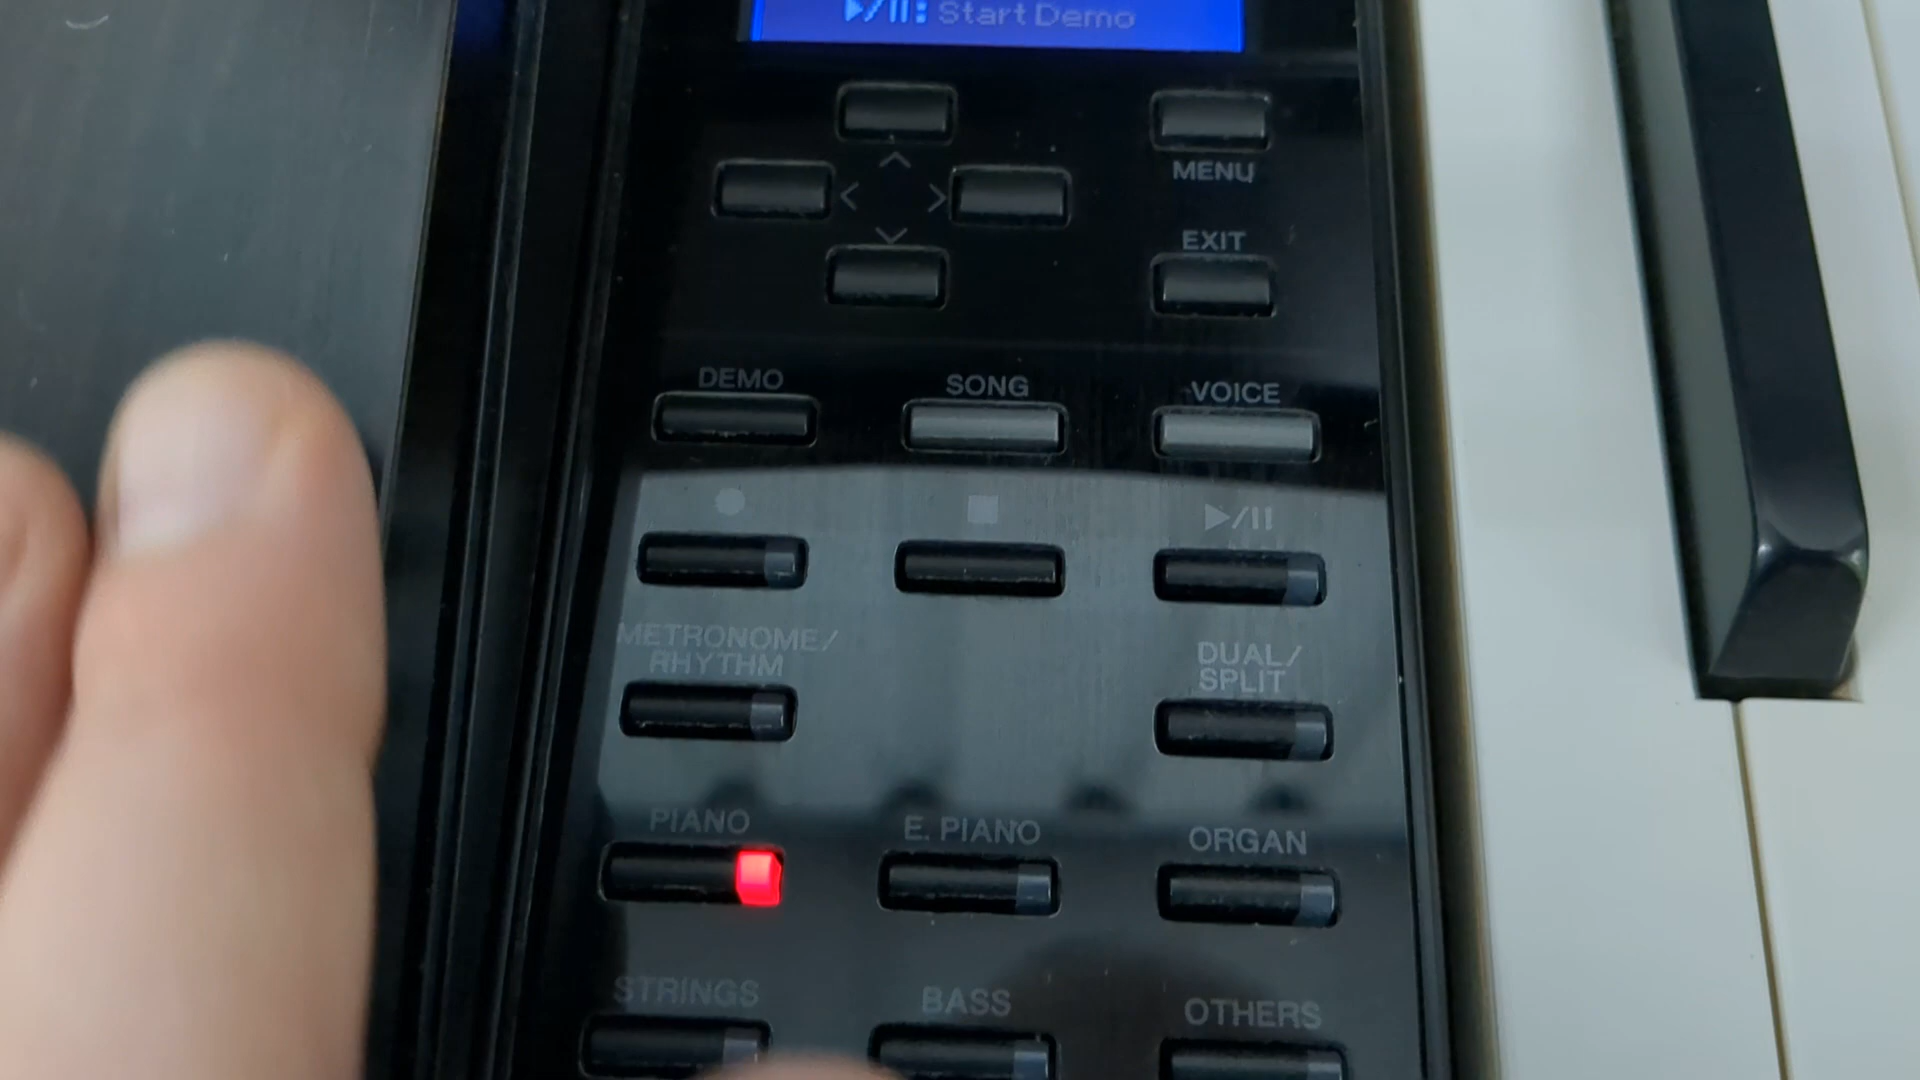 ▶/II: Start Demo
MENU
EXIT
DEMO
SONG
VOICE
▶/II
METRONOME/
RHYTHM
DUAL/
SPLIT
PIANO
E. PIANO
ORGAN
STRINGS
BASS
OTHERS